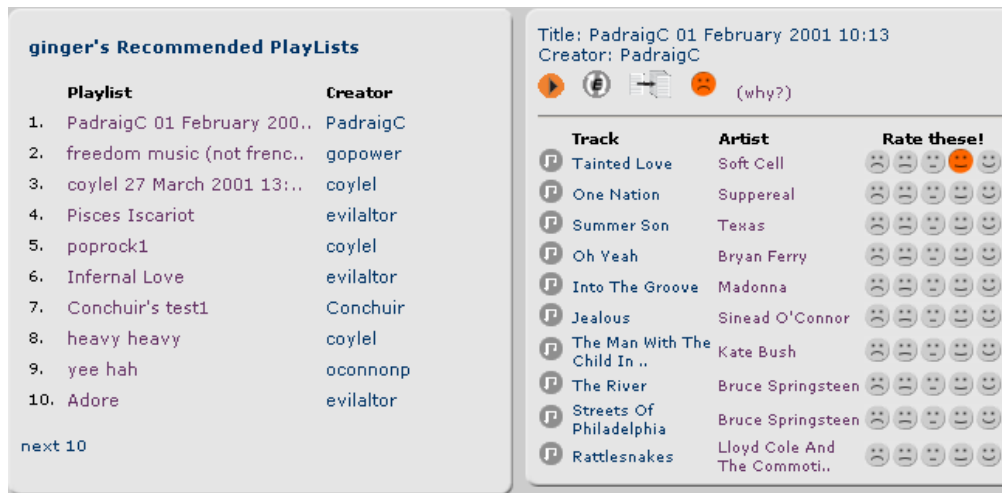 ginger's Recommended PlayLists
Playlist Creator
1. PadraigC 01 February 200.. PadraigC
2. freedom music (not frenc.. gopower
3. coylel 27 March 2001 13:.. coylel
4. Pisces Iscariot evilaltor
5. poprock1 coylel
6. Infernal Love evilaltor
7. Conchuir's test1 Conchuir
8. heavy heavy coylel
9. yee hah oconnonp
10. Adore evilaltor
next 10
Title: PadraigC 01 February 2001 10:13
Creator: PadraigC
(why?)
Track Artist Rate these!
Tainted Love Soft Cell
One Nation Suppereal
Summer Son Texas
Oh Yeah Bryan Ferry
Into The Groove Madonna
Jealous Sinead O'Connor
The Man With The
Child In .. Kate Bush
The River Bruce Springsteen
Streets Of
Philadelphia Bruce Springsteen
Rattlesnakes Lloyd Cole And
The Commoti..